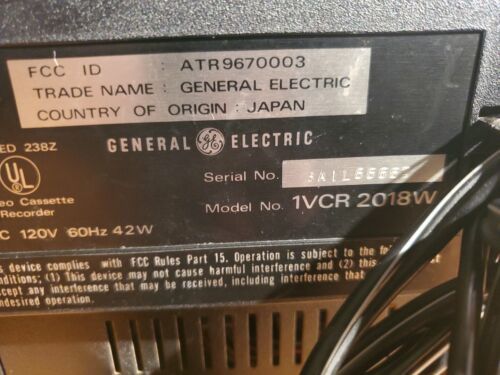 FCC ID : ATR9670003
TRADE NAME : GENERAL ELECTRIC
COUNTRY OF ORIGIN : JAPAN
ED 238Z
GENERAL GE ELECTRIC
UL
Serial No.
eo Cassette
Recorder
Model No. 1VCR 2018W
C 120V 60Hz 42W
s device complies with FCC Rules Part 15. Operation is subject to the
nditions; (1) This device may not cause harmful interference and (2) this
ccept any interference that may be received, including interference that
ndesired operation.